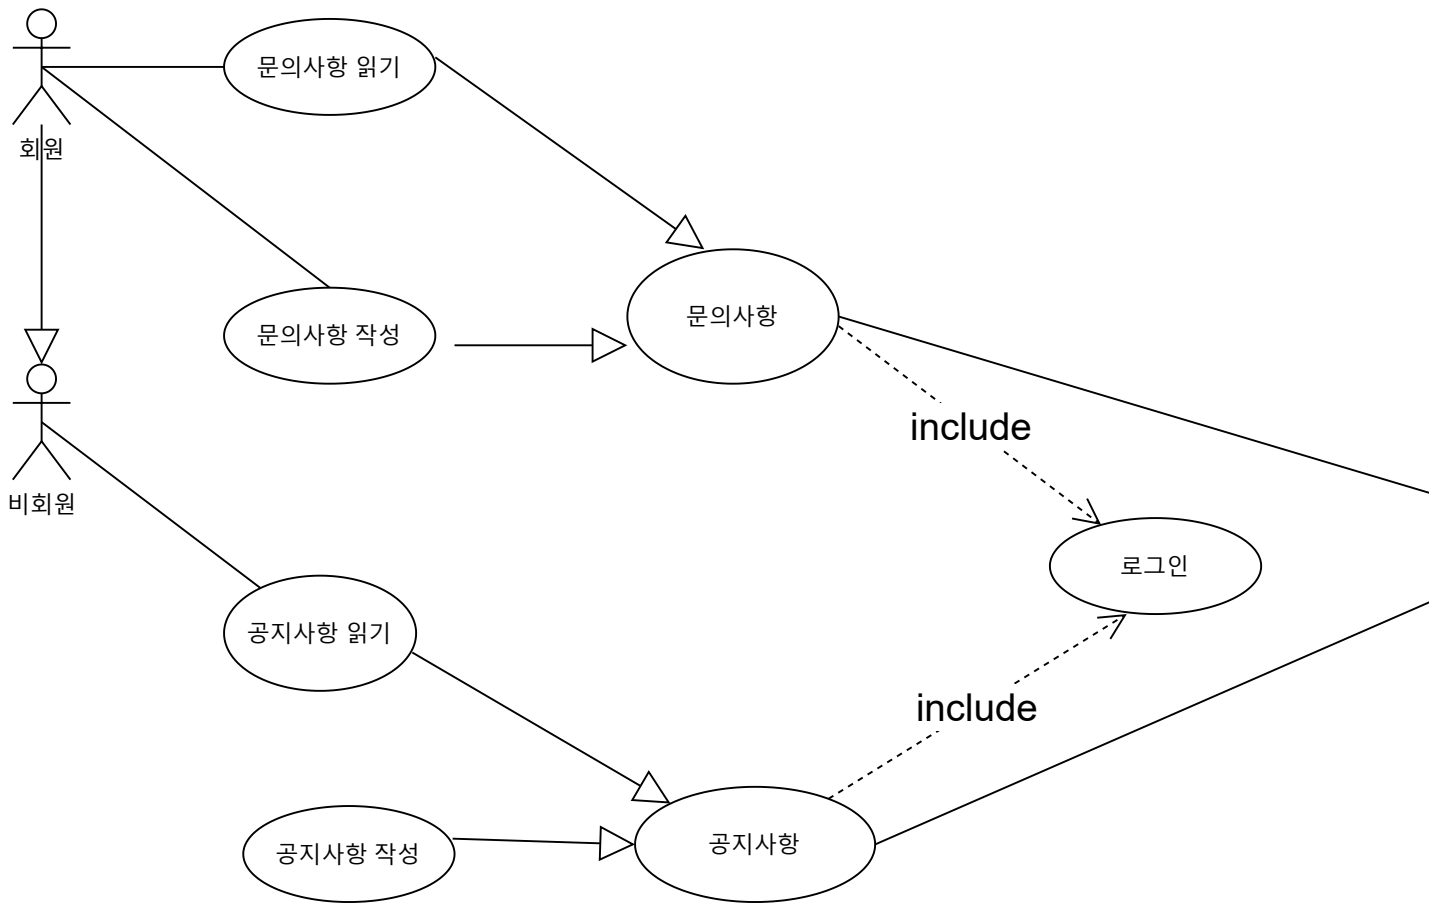 문의사항 읽기
회원
문의사항 작성
문의사항
include
비회원
로그인
공지사항 읽기
include
공지사항 작성
공지사항